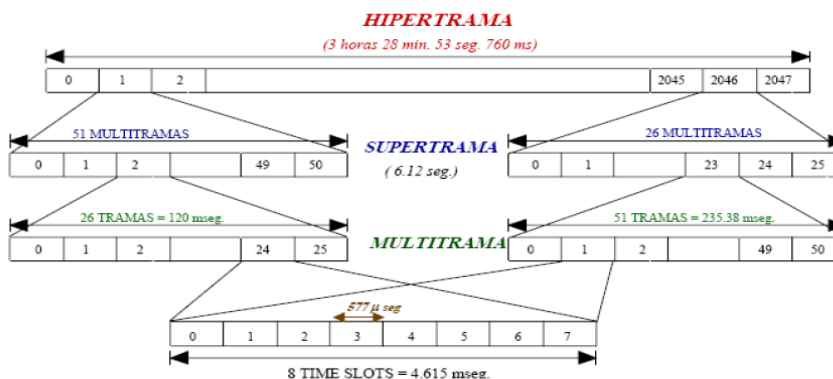 HIPERTRAMA
(3 horas 28 min. 53 seg. 760 ms)
0 1 2 2045 2046 2047
51 MULTITRAMAS
26 MULTITRAMAS
SUPERTRAMA
(6.12 seg.)
0 1 2 49 50
0 1 23 24 25
26 TRAMAS = 120 mseg.
51 TRAMAS = 235.38 mseg.
MULTITRAMA
0 1 2 24 25
0 1 2 49 50
577 µ seg
0 1 2 3 4 5 6 7
8 TIME SLOTS = 4.615 mseg.